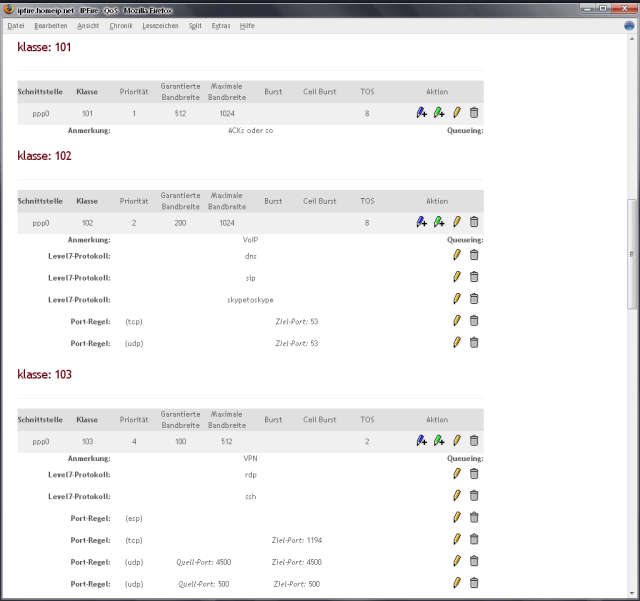 ipfire.homeip.net - IPFire - QoS - Mozilla Firefox
Datei Bearbeiten Ansicht Chronik Lesezeichen Split Extras Hilfe
klasse: 101
Schnittstelle Klasse Priorität Garantierte Bandbreite Maximale Bandbreite Burst Ceil Burst TOS Aktion
ppp0 101 1 512 1024 8
Anmerkung: ACKs oder so Queueing:
klasse: 102
Schnittstelle Klasse Priorität Garantierte Bandbreite Maximale Bandbreite Burst Ceil Burst TOS Aktion
ppp0 102 2 200 1024 8
Anmerkung: VoIP Queueing:
Level7-Protokoll: dns
Level7-Protokoll: sip
Level7-Protokoll: skypetoskype
Port-Regel: (tcp) Ziel-Port: 53
Port-Regel: (udp) Ziel-Port: 53
klasse: 103
Schnittstelle Klasse Priorität Garantierte Bandbreite Maximale Bandbreite Burst Ceil Burst TOS Aktion
ppp0 103 4 100 512 2
Anmerkung: VPN Queueing:
Level7-Protokoll: rdp
Level7-Protokoll: ssh
Port-Regel: (esp)
Port-Regel: (tcp) Ziel-Port: 1194
Port-Regel: (udp) Quell-Port: 4500 Ziel-Port: 4500
Port-Regel: (udp) Quell-Port: 500 Ziel-Port: 500